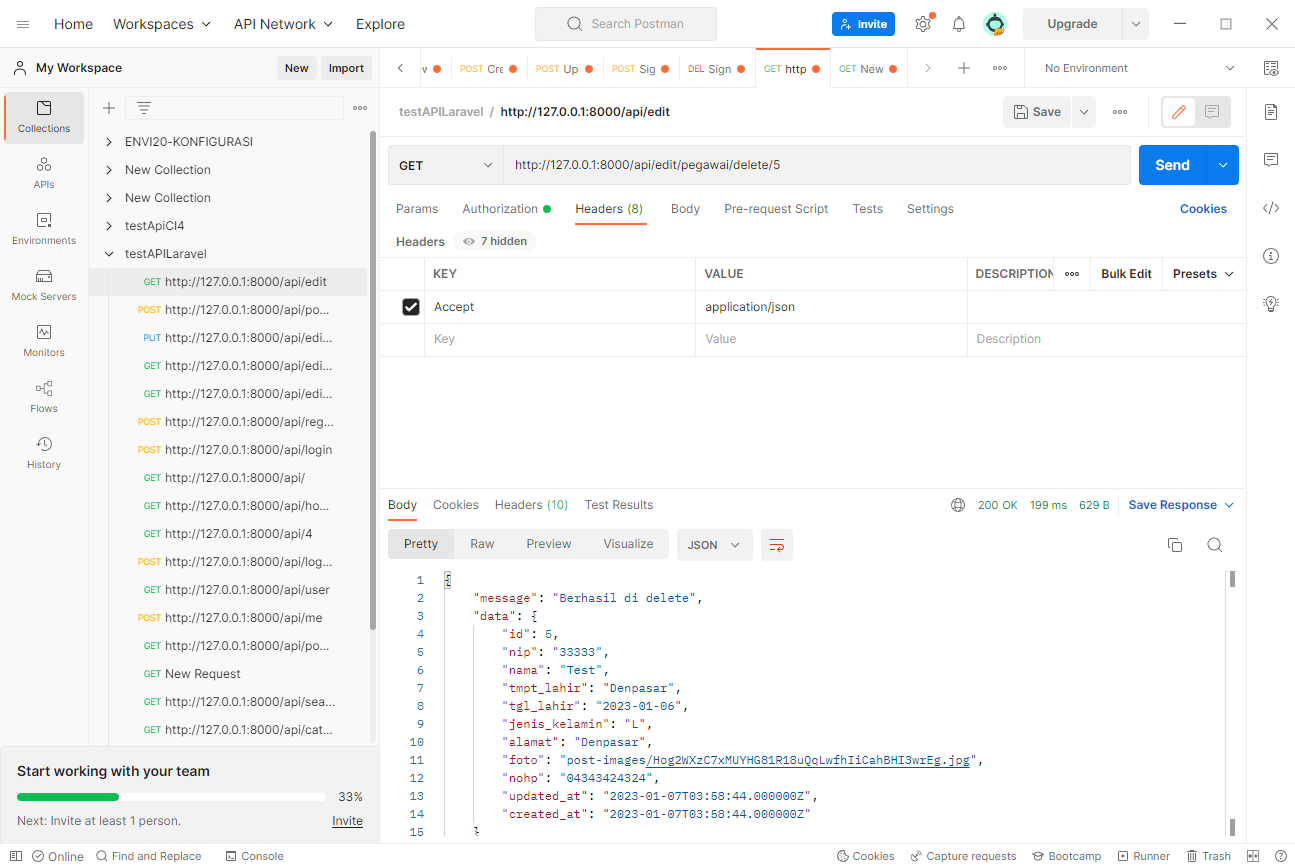 Home Workspaces API Network Explore Search Postman Invite Upgrade
My Workspace New Import
POST Cre POST Up POST Sig DEL Sign GET http GET New No Environment
Collections
APIs
Environments
Mock Servers
Monitors
Flows
History
ENVI20-KONFIGURASI
New Collection
New Collection
testApiCI4
testAPILaravel
GET http://127.0.0.1:8000/api/edit
POST http://127.0.0.1:8000/api/po...
PUT http://127.0.0.1:8000/api/edi...
GET http://127.0.0.1:8000/api/edi...
GET http://127.0.0.1:8000/api/edi...
POST http://127.0.0.1:8000/api/reg...
POST http://127.0.0.1:8000/api/login
GET http://127.0.0.1:8000/api/
GET http://127.0.0.1:8000/api/ho...
GET http://127.0.0.1:8000/api/4
POST http://127.0.0.1:8000/api/log...
GET http://127.0.0.1:8000/api/user
POST http://127.0.0.1:8000/api/me
GET http://127.0.0.1:8000/api/po...
GET New Request
GET http://127.0.0.1:8000/api/sea...
GET http://127.0.0.1:8000/api/cat...
Start working with your team
33%
Next: Invite at least 1 person. Invite
testAPILaravel / http://127.0.0.1:8000/api/edit Save
GET http://127.0.0.1:8000/api/edit/pegawai/delete/5 Send
Params Authorization Headers (8) Body Pre-request Script Tests Settings Cookies
Headers 7 hidden
KEY VALUE DESCRIPTION Bulk Edit Presets
Accept application/json
Key Value Description
Body Cookies Headers (10) Test Results 200 OK 199 ms 629 B Save Response
Pretty Raw Preview Visualize JSON
1 {
2 "message": "Berhasil di delete",
3 "data": {
4 "id": 5,
5 "nip": "33333",
6 "nama": "Test",
7 "tmpt_lahir": "Denpasar",
8 "tgl_lahir": "2023-01-06",
9 "jenis_kelamin": "L",
10 "alamat": "Denpasar",
11 "foto": "post-images/Hog2WXzC7xMUYHG81R18uQqLwfhIiCahBHI3wrEg.jpg",
12 "nohp": "04343424324",
13 "updated_at": "2023-01-07T03:58:44.000000Z",
14 "created_at": "2023-01-07T03:58:44.000000Z"
15 }
Online Find and Replace Console Cookies Capture requests Bootcamp Runner Trash